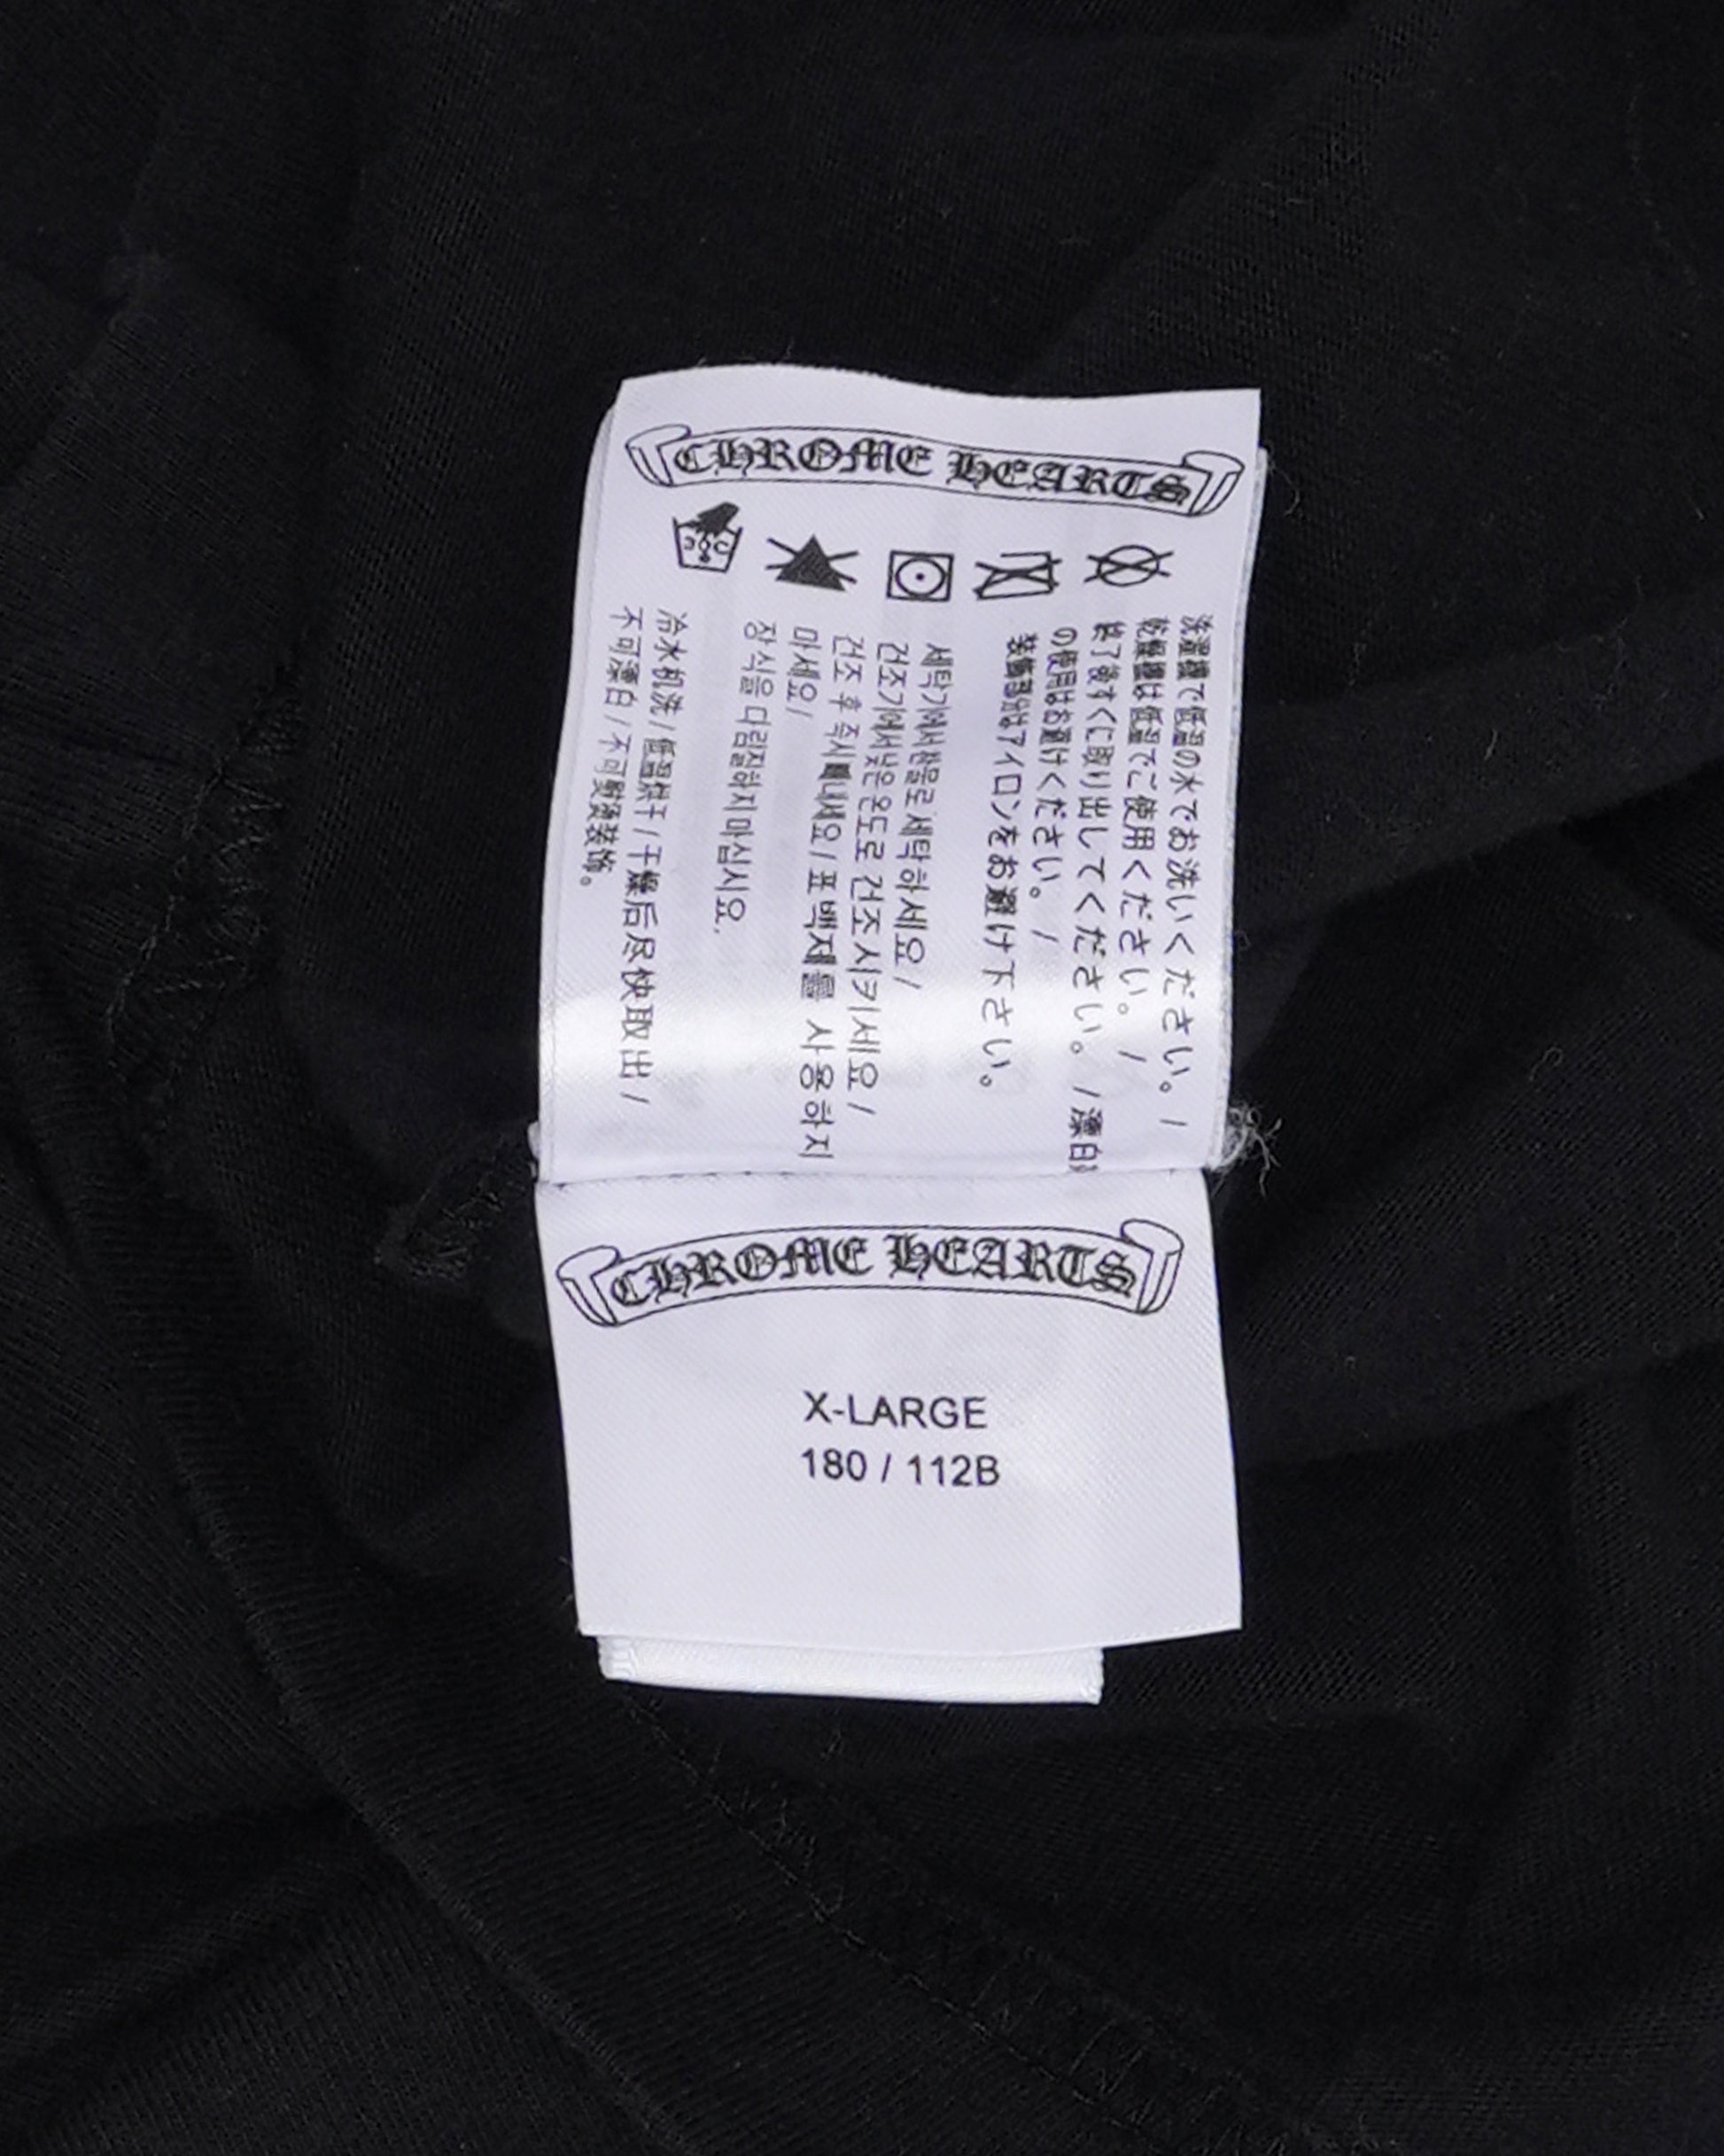 CHROME HEARTS
洗濯機で低温の水でお洗いください。/
乾燥機は低温でご使用ください。/
終了後すぐに取り出してください。/漂白
の使用はお避けください。/
装飾部分はアイロンをお避け下さい。
세탁기에서 찬물로 세탁하세요/
건조기에서 낮은 온도로 건조시키세요/
건조 후 즉시 꺼내세요/표백제를 사용하지
마세요/
장식을 다림질하지 마십시요.
冷水机洗/低温烘干/干燥后尽快取出/
不可漂白/不可熨烫装饰。
CHROME HEARTS
X-LARGE
180 / 112B